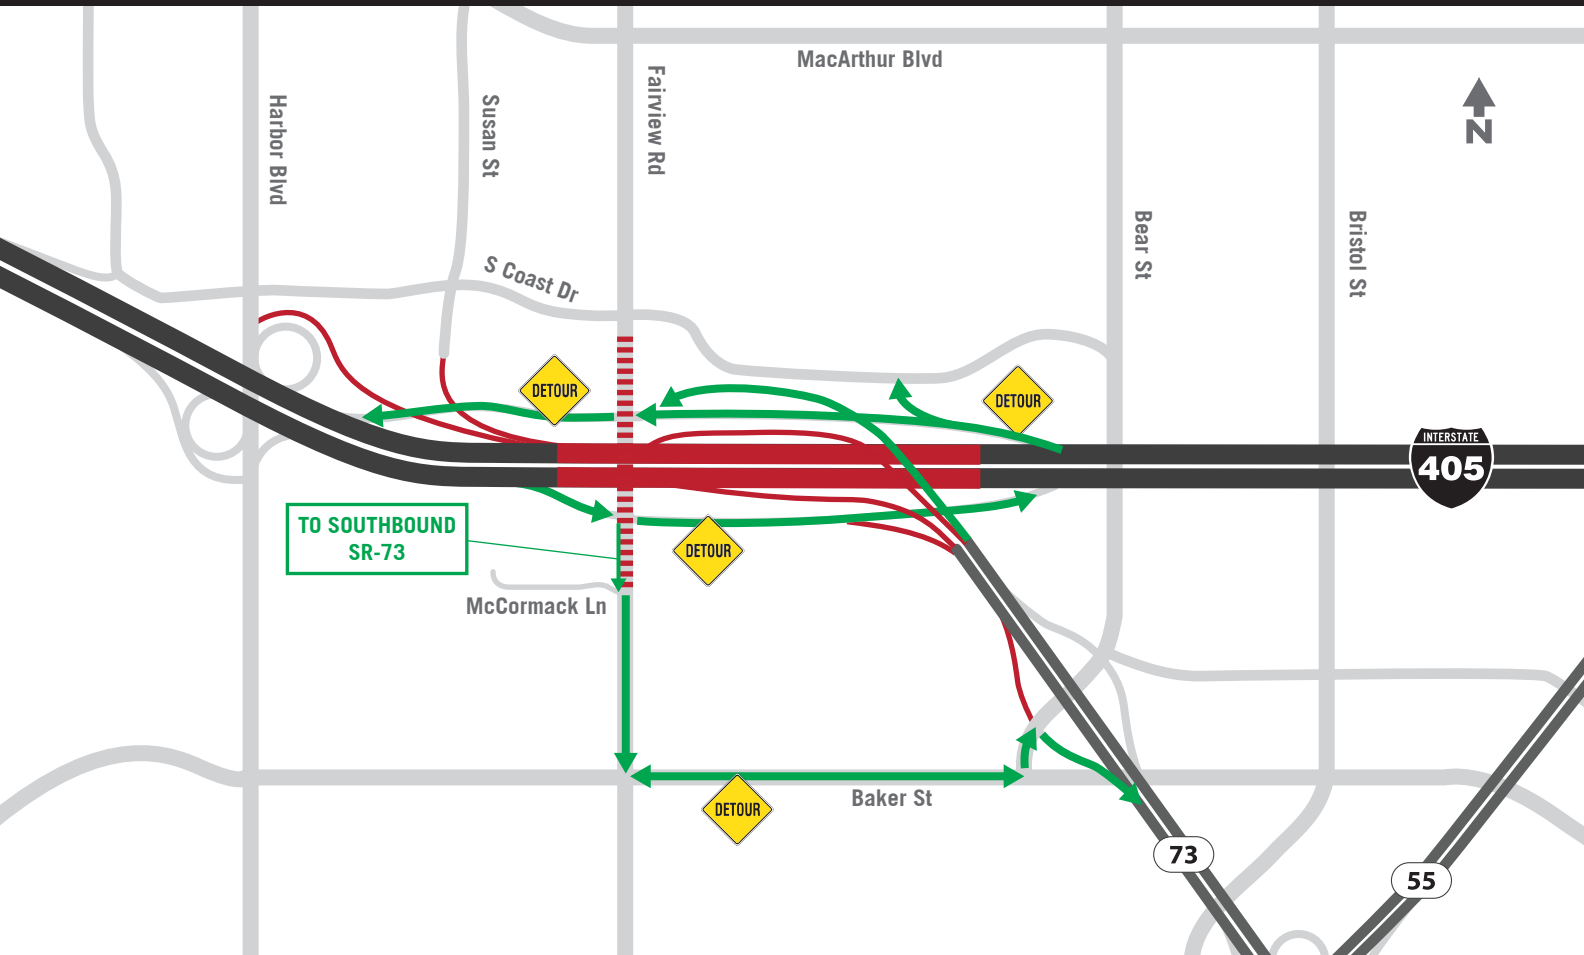 MacArthur Blvd
Harbor Blvd
Susan St
Fairview Rd
N
Bear St
Bristol St
S Coast Dr
DETOUR
DETOUR
INTERSTATE
405
TO SOUTHBOUND
SR-73
DETOUR
McCormack Ln
Baker St
DETOUR
73
55